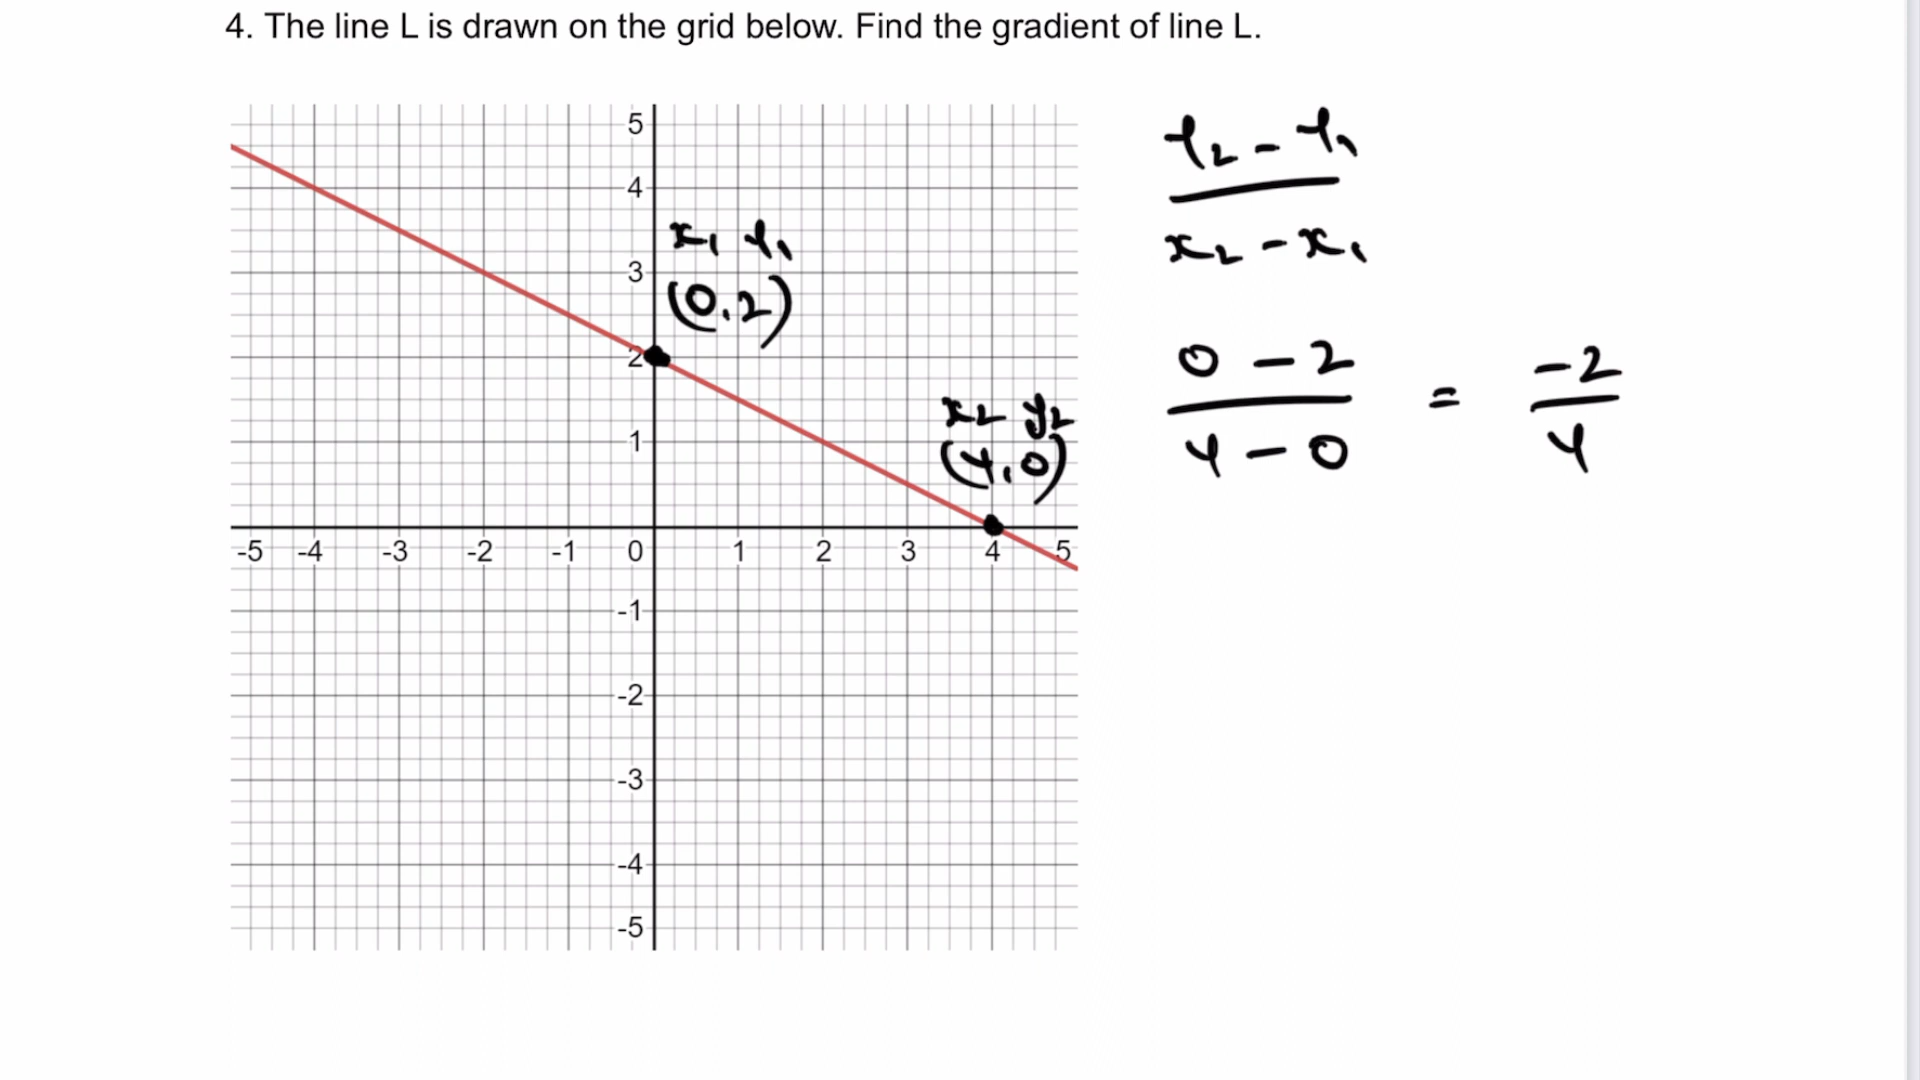 4. The line L is drawn on the grid below. Find the gradient of line L.
5
4
x₁ y₁
3
(0,2)
2
x₂ y₂
1
(4,0)
-5 -4 -3 -2 -1 0 1 2 3 4 5
-1
-2
-3
-4
-5
y₂ - y₁
x₂ - x₁
0 - 2
4 - 0
=
-2
4